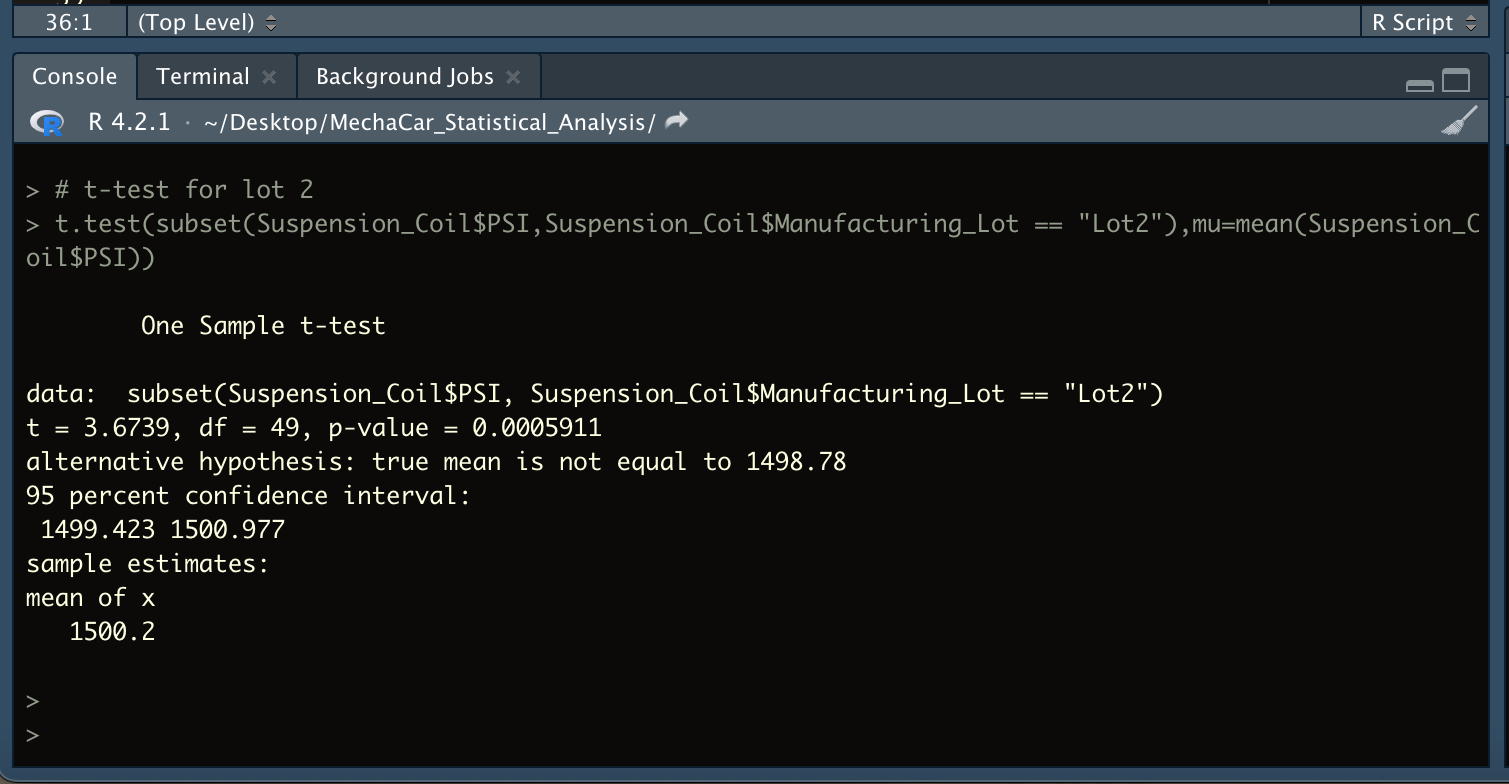 36:1 (Top Level) R Script
Console Terminal Background Jobs
R 4.2.1 · ~/Desktop/MechaCar_Statistical_Analysis/
> # t-test for lot 2
> t.test(subset(Suspension_Coil$PSI,Suspension_Coil$Manufacturing_Lot == "Lot2"),mu=mean(Suspension_C
oil$PSI))
One Sample t-test
data:  subset(Suspension_Coil$PSI, Suspension_Coil$Manufacturing_Lot == "Lot2")
t = 3.6739, df = 49, p-value = 0.0005911
alternative hypothesis: true mean is not equal to 1498.78
95 percent confidence interval:
 1499.423 1500.977
sample estimates:
mean of x
   1500.2
>
>